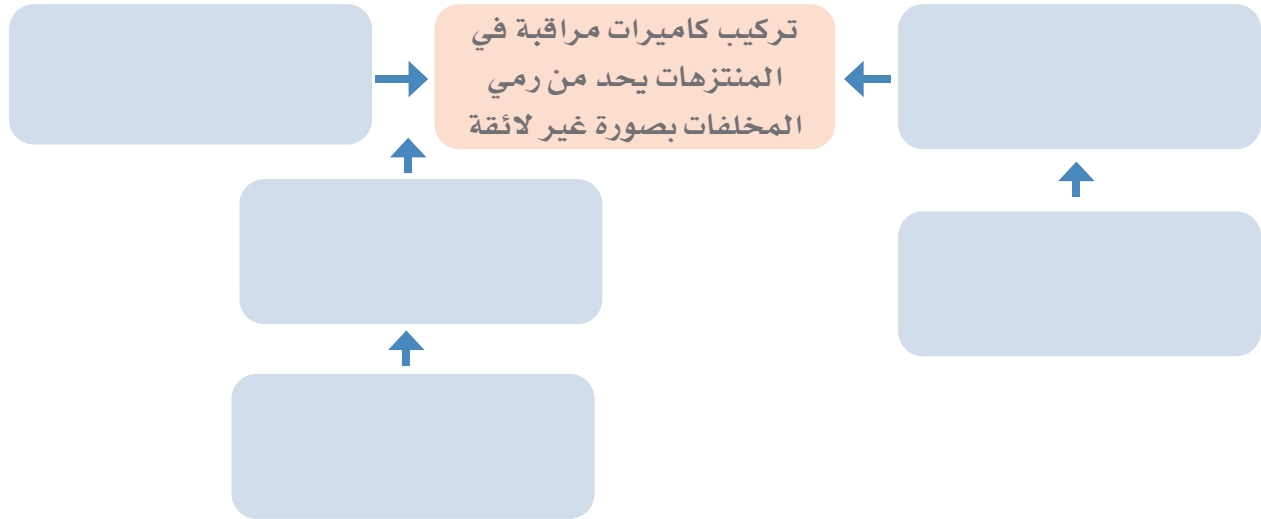 تركيب كاميرات مراقبة في
المنتزهات يحد من رمي
المخلفات بصورة غير لائقة